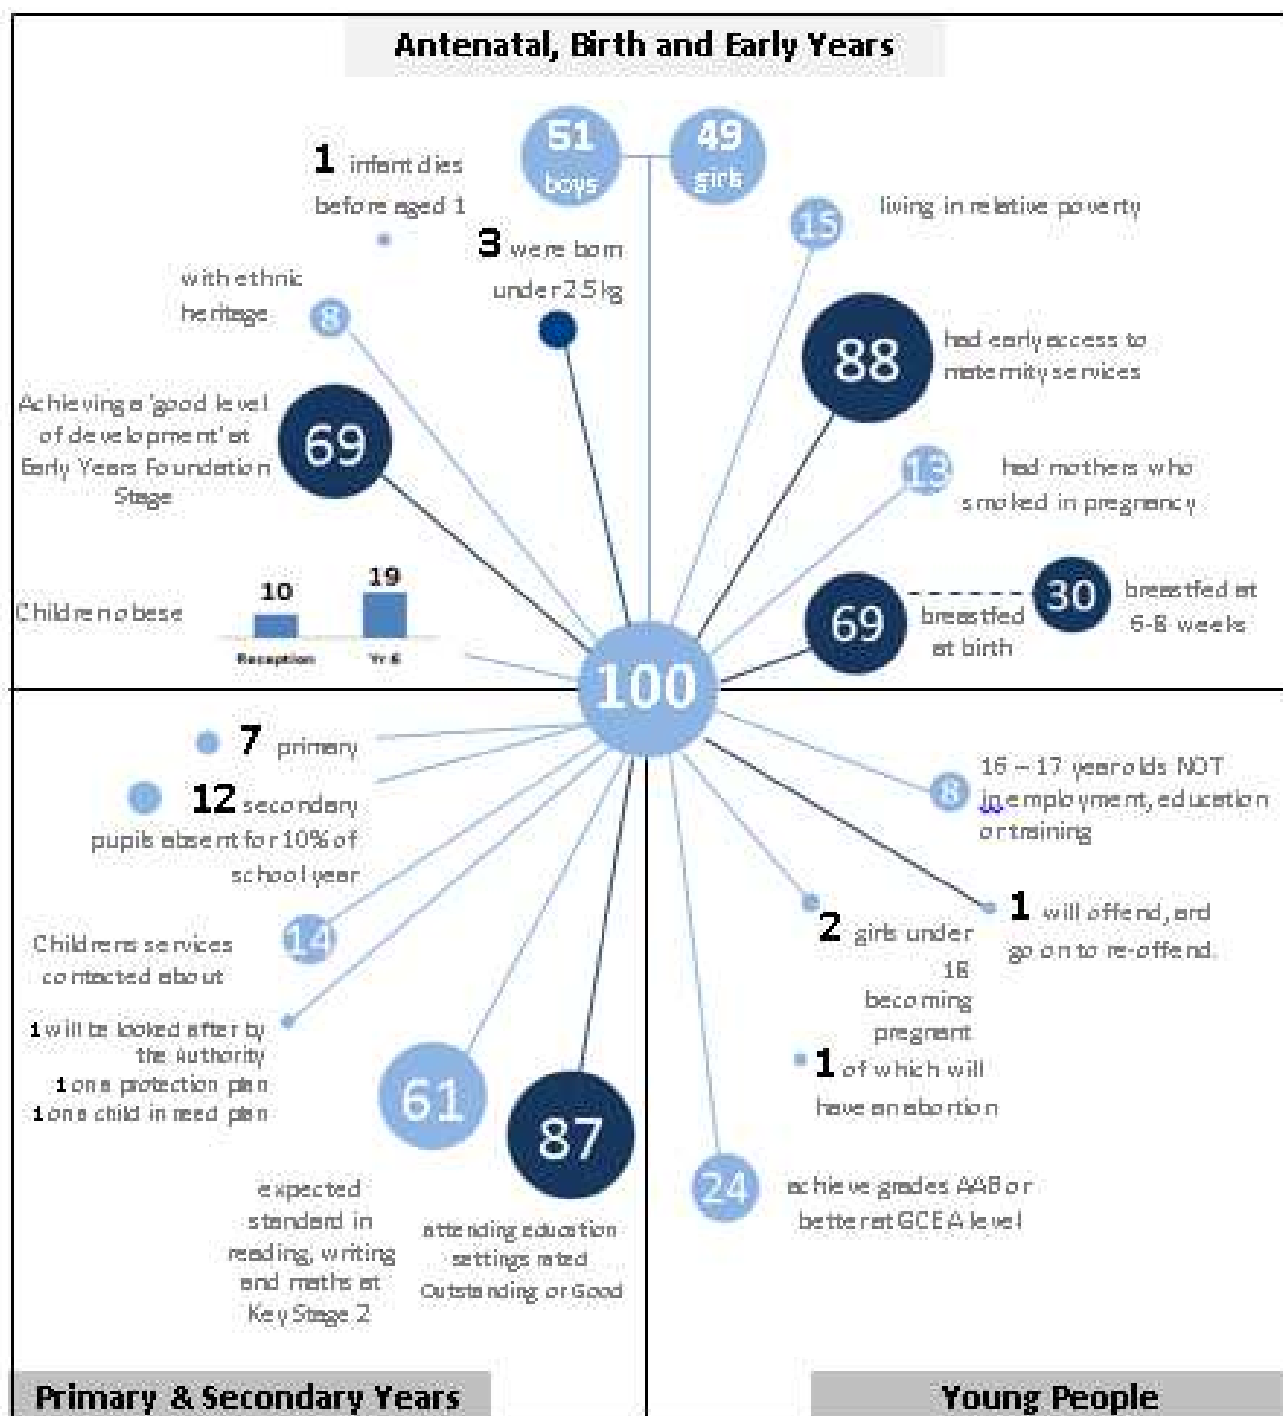 Antenatal, Birth and Early Years
51
boys
49
girls
1 infant dies
before aged 1
3 were born
under 2.5 kg
15
living in relative poverty
with ethnic
heritage
8
88
had early access to
maternity services
Achieving a 'good level
of development' at
Early Years Foundation
Stage
69
13
had mothers who
smoked in pregnancy
Children obese
10
19
Reception
Yr 6
69
breastfed
at birth
30
breastfed at
6-8 weeks
100
7 primary
12 secondary
pupils absent for 10% of
school year
8
16 – 17 year olds NOT
in employment, education
or training
Childrens services
contacted about
14
2 girls under
18
becoming
pregnant
1 will offend, and
go on to re-offend.
1 will be looked after by
the Authority
1 on a protection plan
1 on a child in need plan
1 of which will
have an abortion
61
87
expected
standard in
reading, writing
and maths at
Key Stage 2
attending education
settings rated
Outstanding or Good
24
achieve grades AAB or
better at GCE A level
Primary & Secondary Years
Young People